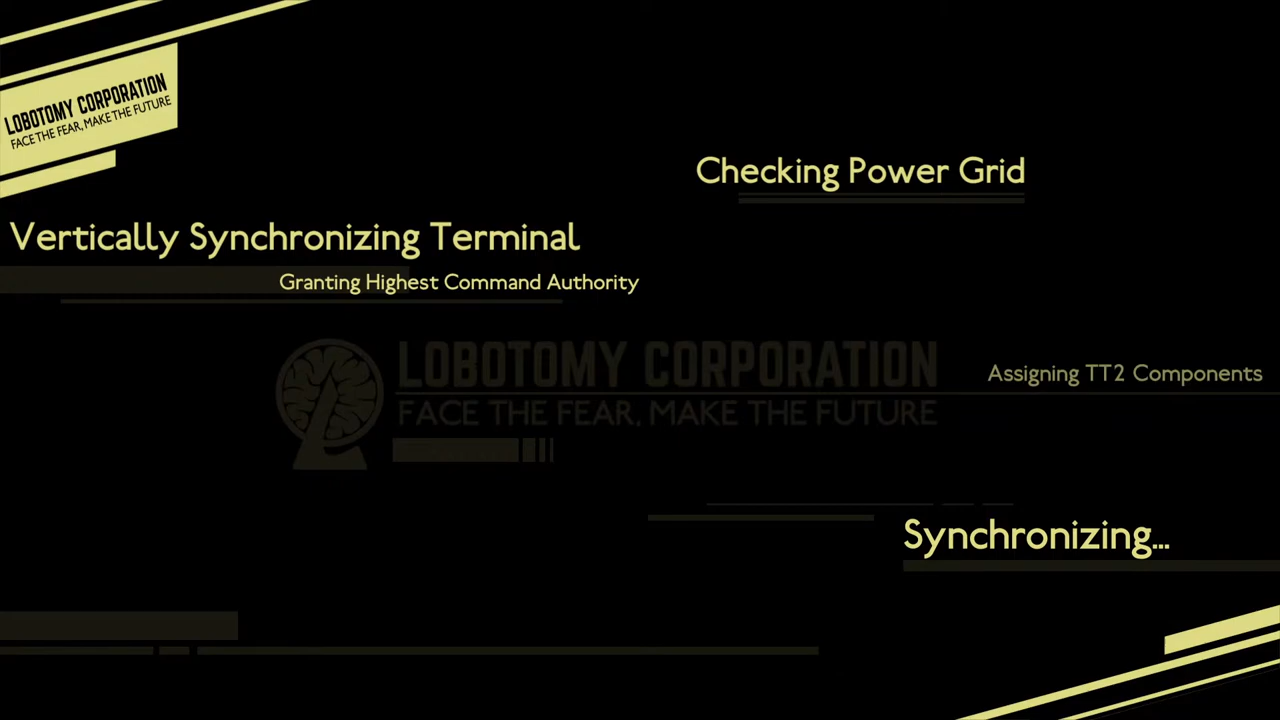 LOBOTOMY CORPORATION
FACE THE FEAR, MAKE THE FUTURE
Checking Power Grid
Vertically Synchronizing Terminal
Granting Highest Command Authority
LOBOTOMY CORPORATION
FACE THE FEAR, MAKE THE FUTURE
Assigning TT2 Components
Synchronizing...